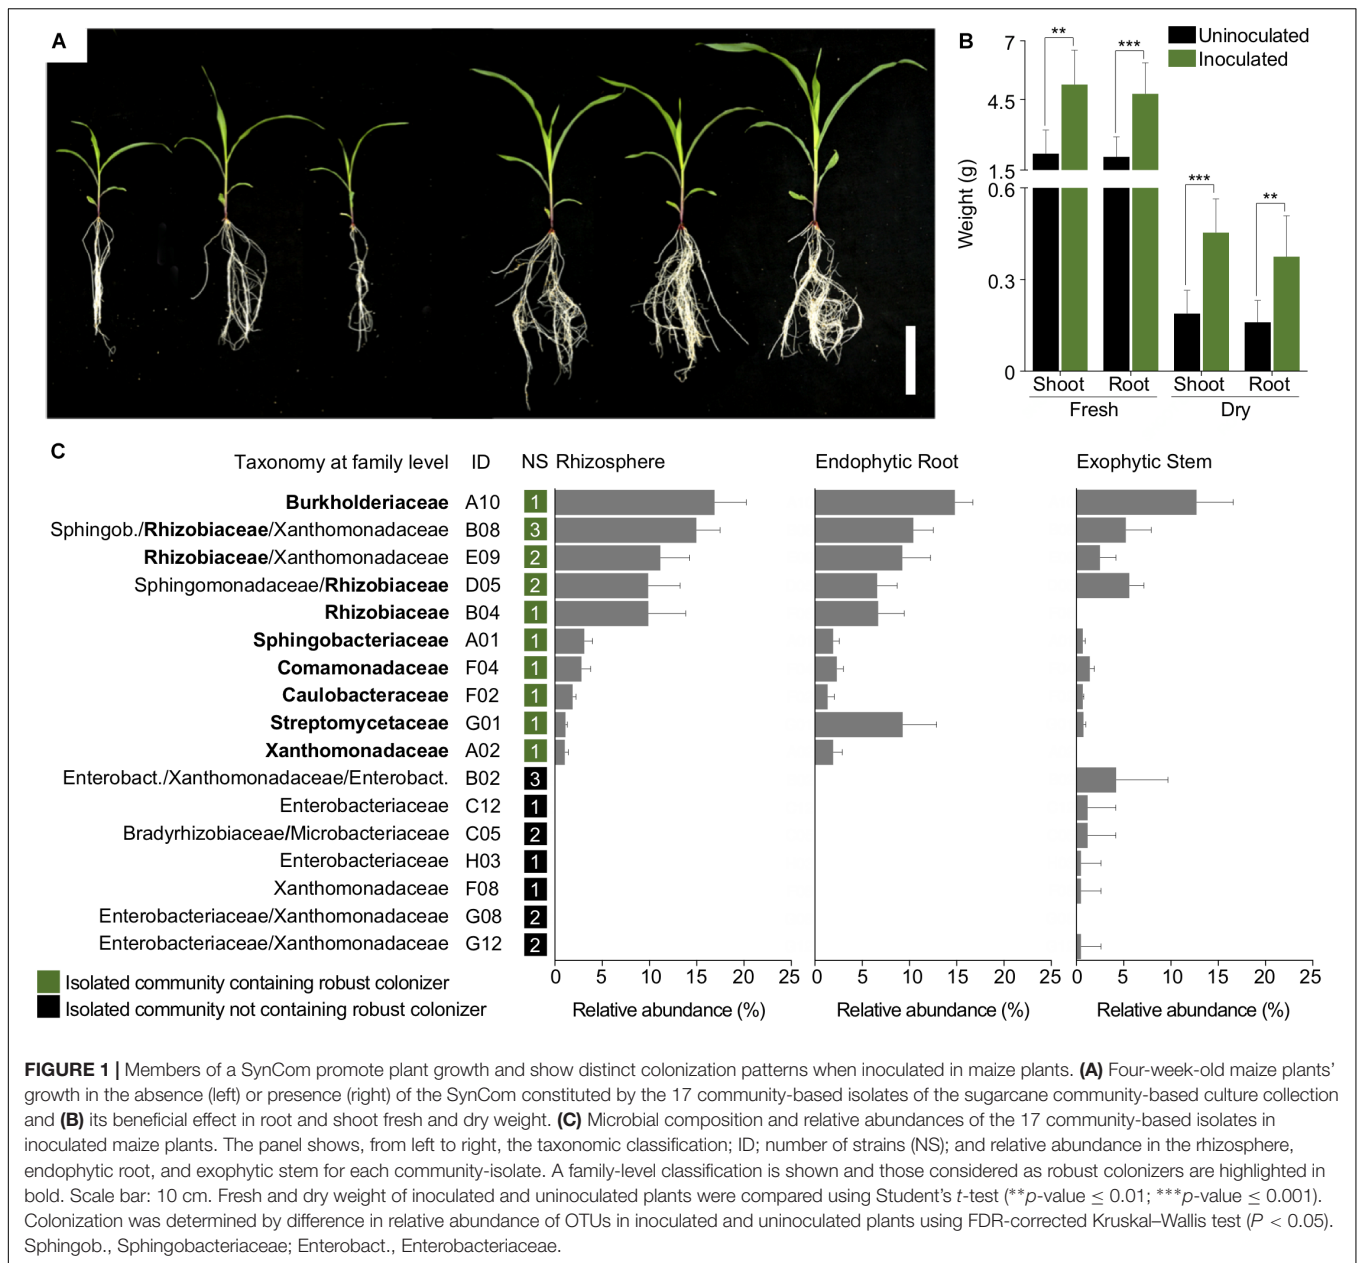 A
B
Uninoculated
Inoculated
7
4.5
1.5
0.6
0.3
0
Weight (g)
** *** *** **
Shoot Root Shoot Root
Fresh Dry
C
Taxonomy at family level ID NS Rhizosphere Endophytic Root Exophytic Stem
Burkholderiaceae A10 1
Sphingob./Rhizobiaceae/Xanthomonadaceae B08 3
Rhizobiaceae/Xanthomonadaceae E09 2
Sphingomonadaceae/Rhizobiaceae D05 2
Rhizobiaceae B04 1
Sphingobacteriaceae A01 1
Comamonadaceae F04 1
Caulobacteraceae F02 1
Streptomycetaceae G01 1
Xanthomonadaceae A02 1
Enterobact./Xanthomonadaceae/Enterobact. B02 3
Enterobacteriaceae C12 1
Bradyrhizobiaceae/Microbacteriaceae C05 2
Enterobacteriaceae H03 1
Xanthomonadaceae F08 1
Enterobacteriaceae/Xanthomonadaceae G08 2
Enterobacteriaceae/Xanthomonadaceae G12 2
0 5 10 15 20 25 0 5 10 15 20 25 0 5 10 15 20 25
Relative abundance (%) Relative abundance (%) Relative abundance (%)
Isolated community containing robust colonizer
Isolated community not containing robust colonizer
FIGURE 1 | Members of a SynCom promote plant growth and show distinct colonization patterns when inoculated in maize plants. (A) Four-week-old maize plants'
growth in the absence (left) or presence (right) of the SynCom constituted by the 17 community-based isolates of the sugarcane community-based culture collection
and (B) its beneficial effect in root and shoot fresh and dry weight. (C) Microbial composition and relative abundances of the 17 community-based isolates in
inoculated maize plants. The panel shows, from left to right, the taxonomic classification; ID; number of strains (NS); and relative abundance in the rhizosphere,
endophytic root, and exophytic stem for each community-isolate. A family-level classification is shown and those considered as robust colonizers are highlighted in
bold. Scale bar: 10 cm. Fresh and dry weight of inoculated and uninoculated plants were compared using Student's t-test (**p-value ≤ 0.01; ***p-value ≤ 0.001).
Colonization was determined by difference in relative abundance of OTUs in inoculated and uninoculated plants using FDR-corrected Kruskal–Wallis test (P < 0.05).
Sphingob., Sphingobacteriaceae; Enterobact., Enterobacteriaceae.